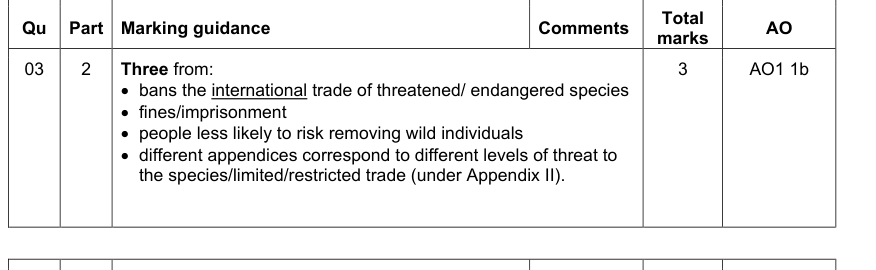 Qu Part Marking guidance Comments Total marks AO
03 2 Three from: 3 AO1 1b
• bans the international trade of threatened/ endangered species
• fines/imprisonment
• people less likely to risk removing wild individuals
• different appendices correspond to different levels of threat to
the species/limited/restricted trade (under Appendix II).